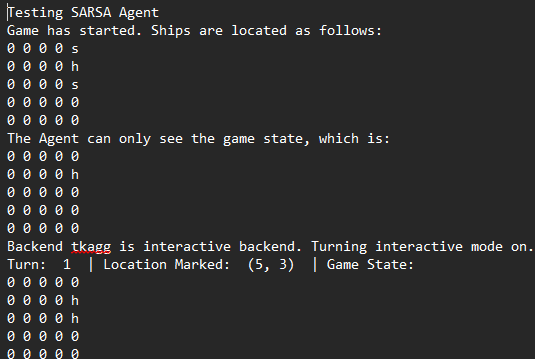 Testing SARSA Agent
Game has started. Ships are located as follows:
0 0 0 0 s
0 0 0 0 h
0 0 0 0 s
0 0 0 0 0
0 0 0 0 0
The Agent can only see the game state, which is:
0 0 0 0 0
0 0 0 0 h
0 0 0 0 0
0 0 0 0 0
0 0 0 0 0
Backend tkagg is interactive backend. Turning interactive mode on.
Turn:  1  | Location Marked:  (5, 3)  | Game State:
0 0 0 0 0
0 0 0 0 h
0 0 0 0 h
0 0 0 0 0
0 0 0 0 0